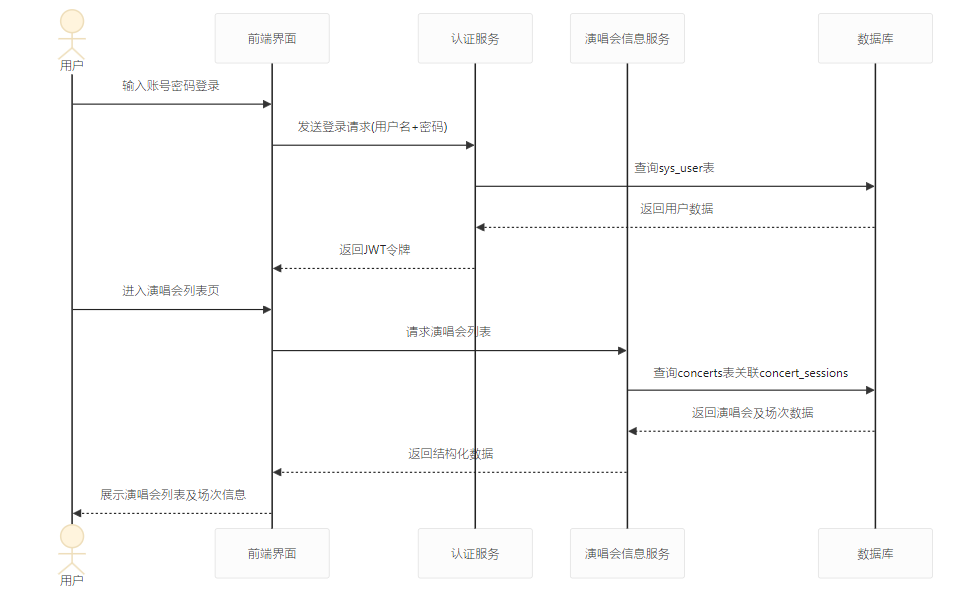 用户
前端界面
认证服务
演唱会信息服务
数据库
输入账号密码登录
发送登录请求(用户名+密码)
查询sys_user表
返回用户数据
返回JWT令牌
进入演唱会列表页
请求演唱会列表
查询concerts表关联concert_sessions
返回演唱会及场次数据
返回结构化数据
展示演唱会列表及场次信息
用户
前端界面
认证服务
演唱会信息服务
数据库